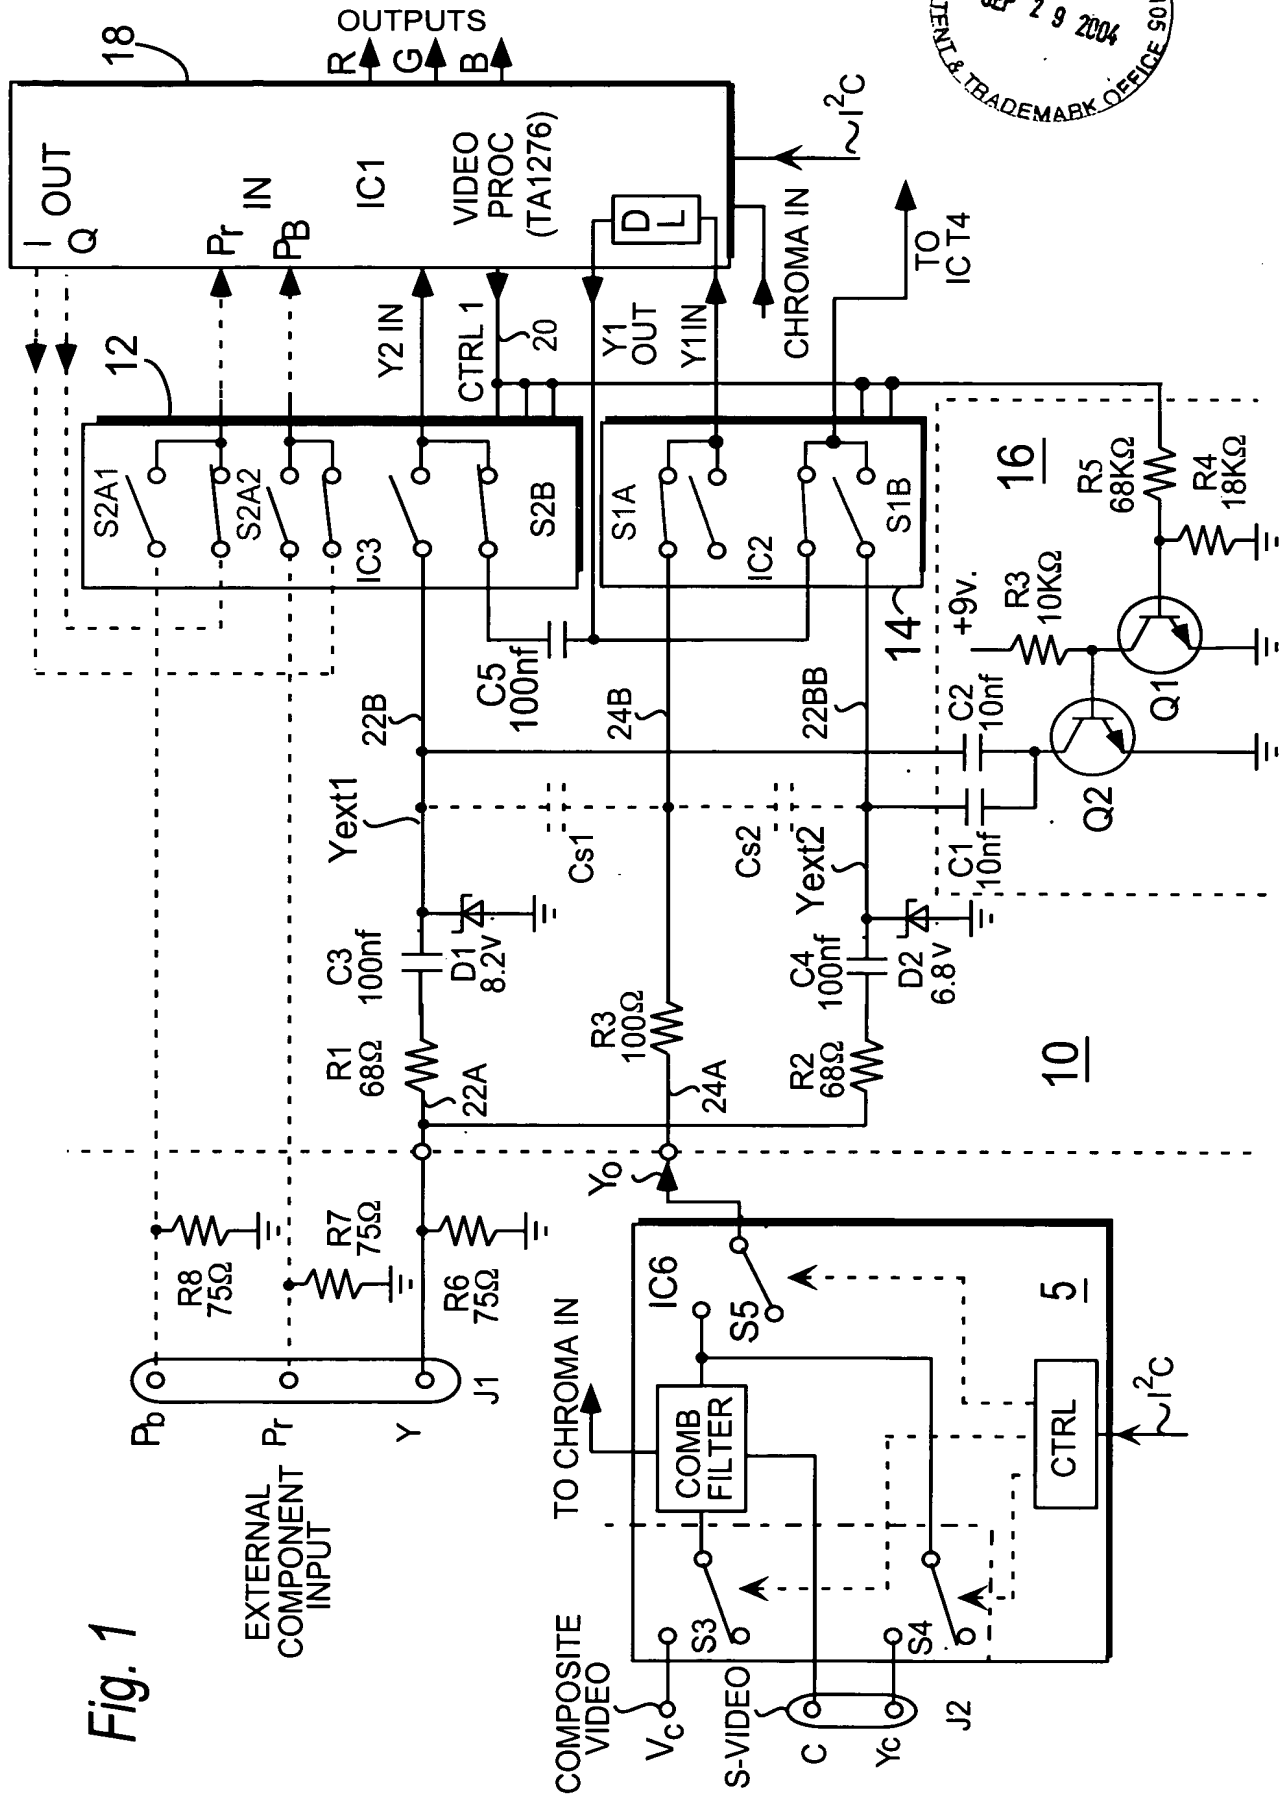 Fig. 1
EXTERNAL
COMPONENT
INPUT
Pb
Pr
Y
J1
R8
75Ω
R7
75Ω
R6
75Ω
COMPOSITE
VIDEO
Vc
S-VIDEO
C
Yc
J2
TO CHROMA IN
S3
S4
COMB
FILTER
IC6
S5
5
CTRL
I²C
Yo
10
22A
R1
68Ω
C3
100nf
D1
8.2V
Yext1
22B
24A
R3
100Ω
24B
Cs1
Cs2
R2
68Ω
C4
100nf
D2
6.8V
Yext2
22BB
C5
100nf
12
S2A1
S2A2
IC3
S2B
14
S1A
IC2
S1B
16
C1
10nf
C2
10nf
Q2
Q1
+9v.
R3
10KΩ
R5
68KΩ
R4
18KΩ
Y2 IN
CTRL 1
20
Y1
OUT
Y1IN
CHROMA IN
TO
IC T4
I²C
18
I
Q
OUT
Pr
PB
IN
IC1
VIDEO
PROC
(TA1276)
D
L
OUTPUTS
R
G
B
SEP 29 2004
TRADEMARK OFFICE